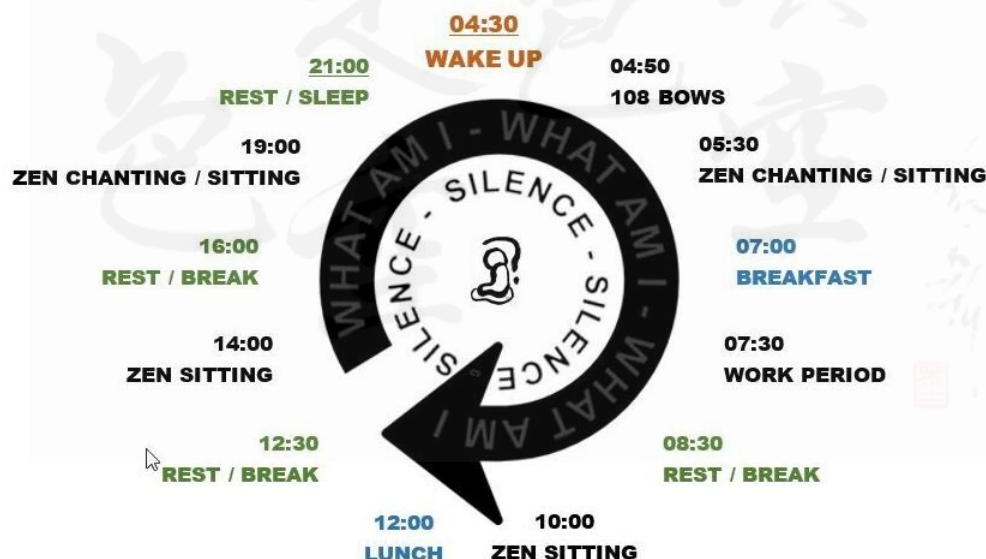 04:30
WAKE UP
04:50
108 BOWS
05:30
ZEN CHANTING / SITTING
07:00
BREAKFAST
07:30
WORK PERIOD
08:30
REST / BREAK
10:00
ZEN SITTING
12:00
LUNCH
12:30
REST / BREAK
14:00
ZEN SITTING
16:00
REST / BREAK
19:00
ZEN CHANTING / SITTING
21:00
REST / SLEEP
WHAT AM I - WHAT AM I - WHAT AM I
SILENCE - SILENCE - SILENCE
色
空